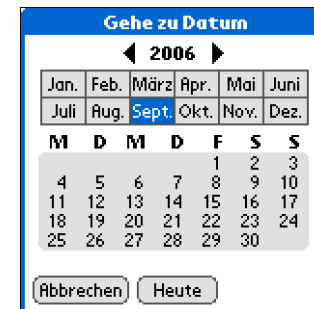 Gehe zu Datum
2006
Jan. Feb. März Apr. Mai Juni
Juli Aug. Sept. Okt. Nov. Dez.
M D M D F S S
1 2 3
4 5 6 7 8 9 10
11 12 13 14 15 16 17
18 19 20 21 22 23 24
25 26 27 28 29 30
Abbrechen Heute